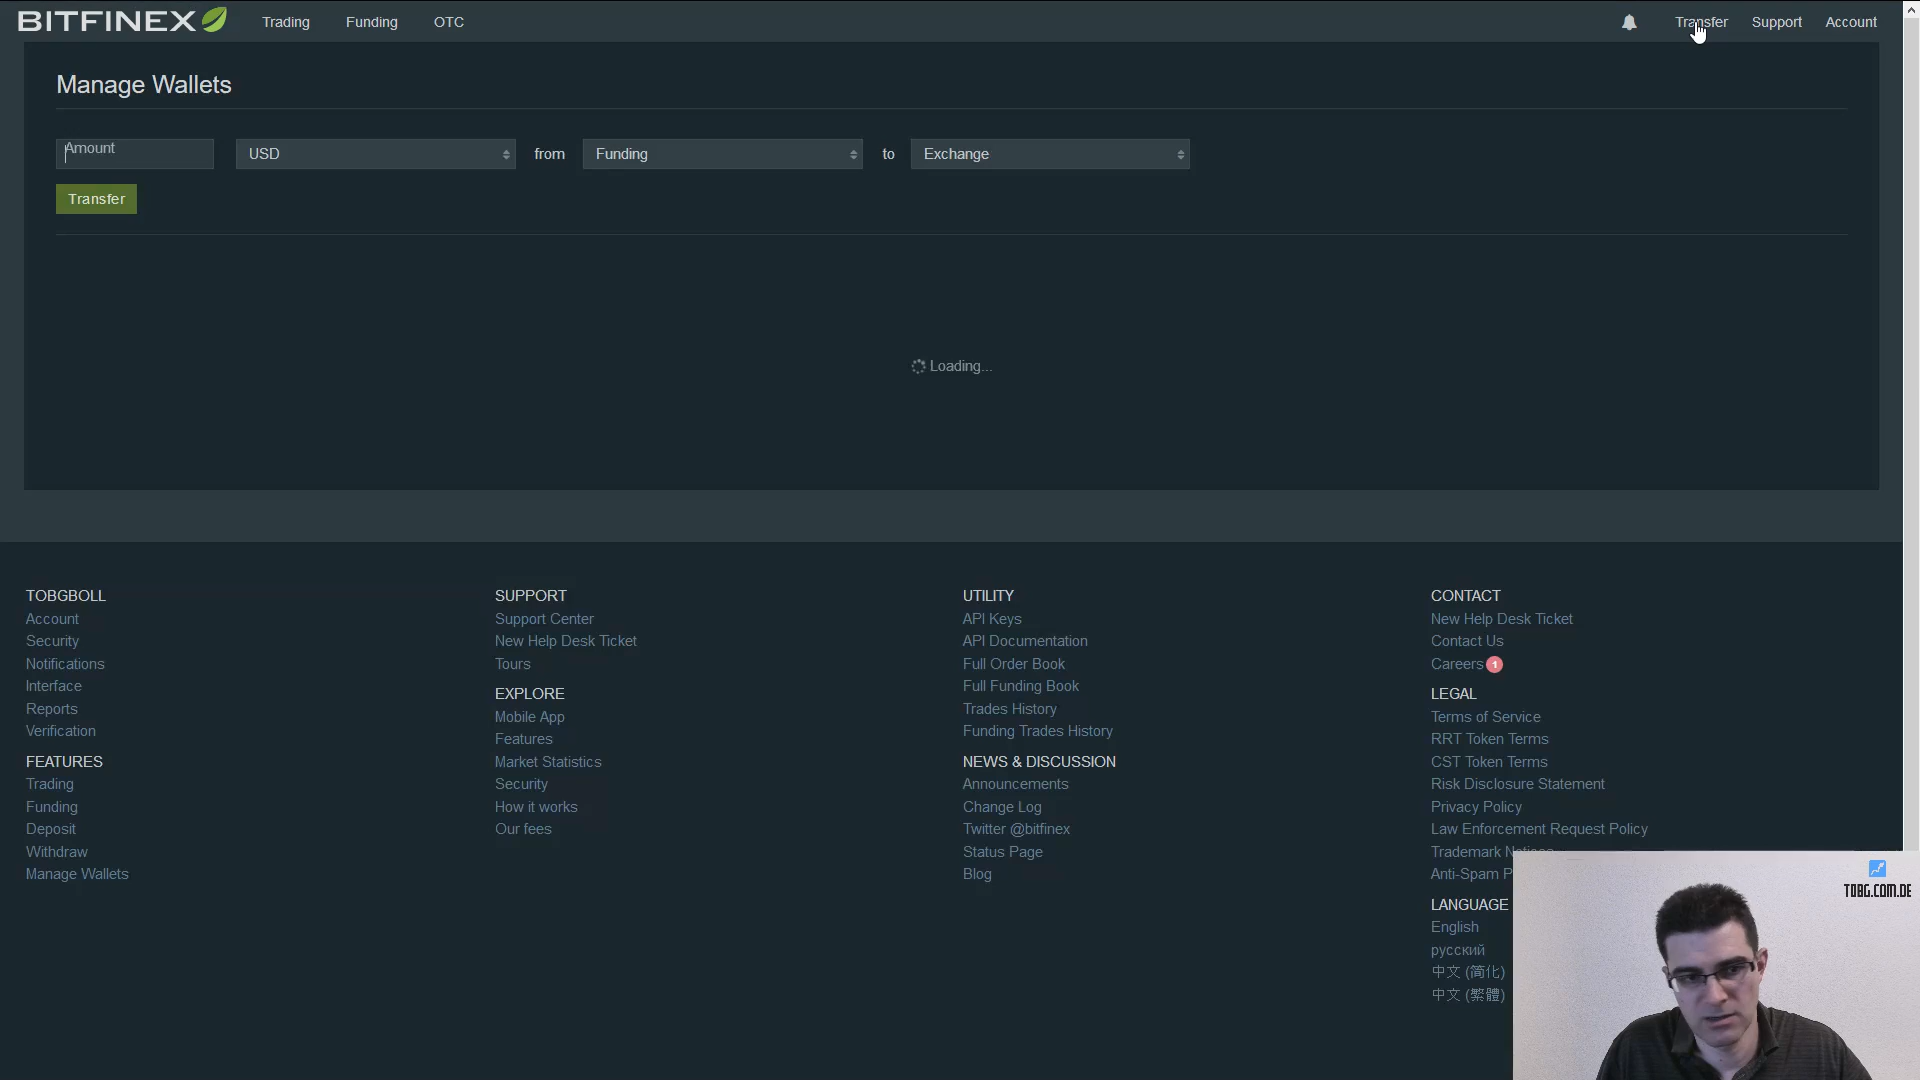 BITFINEX Trading Funding OTC Transfer Support Account
Manage Wallets
Amount USD from Funding to Exchange
Transfer
Loading...
TOBGBOLL
Account
Security
Notifications
Interface
Reports
Verification
FEATURES
Trading
Funding
Deposit
Withdraw
Manage Wallets
SUPPORT
Support Center
New Help Desk Ticket
Tours
EXPLORE
Mobile App
Features
Market Statistics
Security
How it works
Our fees
UTILITY
API Keys
API Documentation
Full Order Book
Full Funding Book
Trades History
Funding Trades History
NEWS & DISCUSSION
Announcements
Change Log
Twitter @bitfinex
Status Page
Blog
CONTACT
New Help Desk Ticket
Contact Us
Careers 1
LEGAL
Terms of Service
RRT Token Terms
CST Token Terms
Risk Disclosure Statement
Privacy Policy
Law Enforcement Request Policy
Trademark
Anti-Spam
LANGUAGE
English
русский
中文 (简化)
中文 (繁體)
TOBG.COM.DE